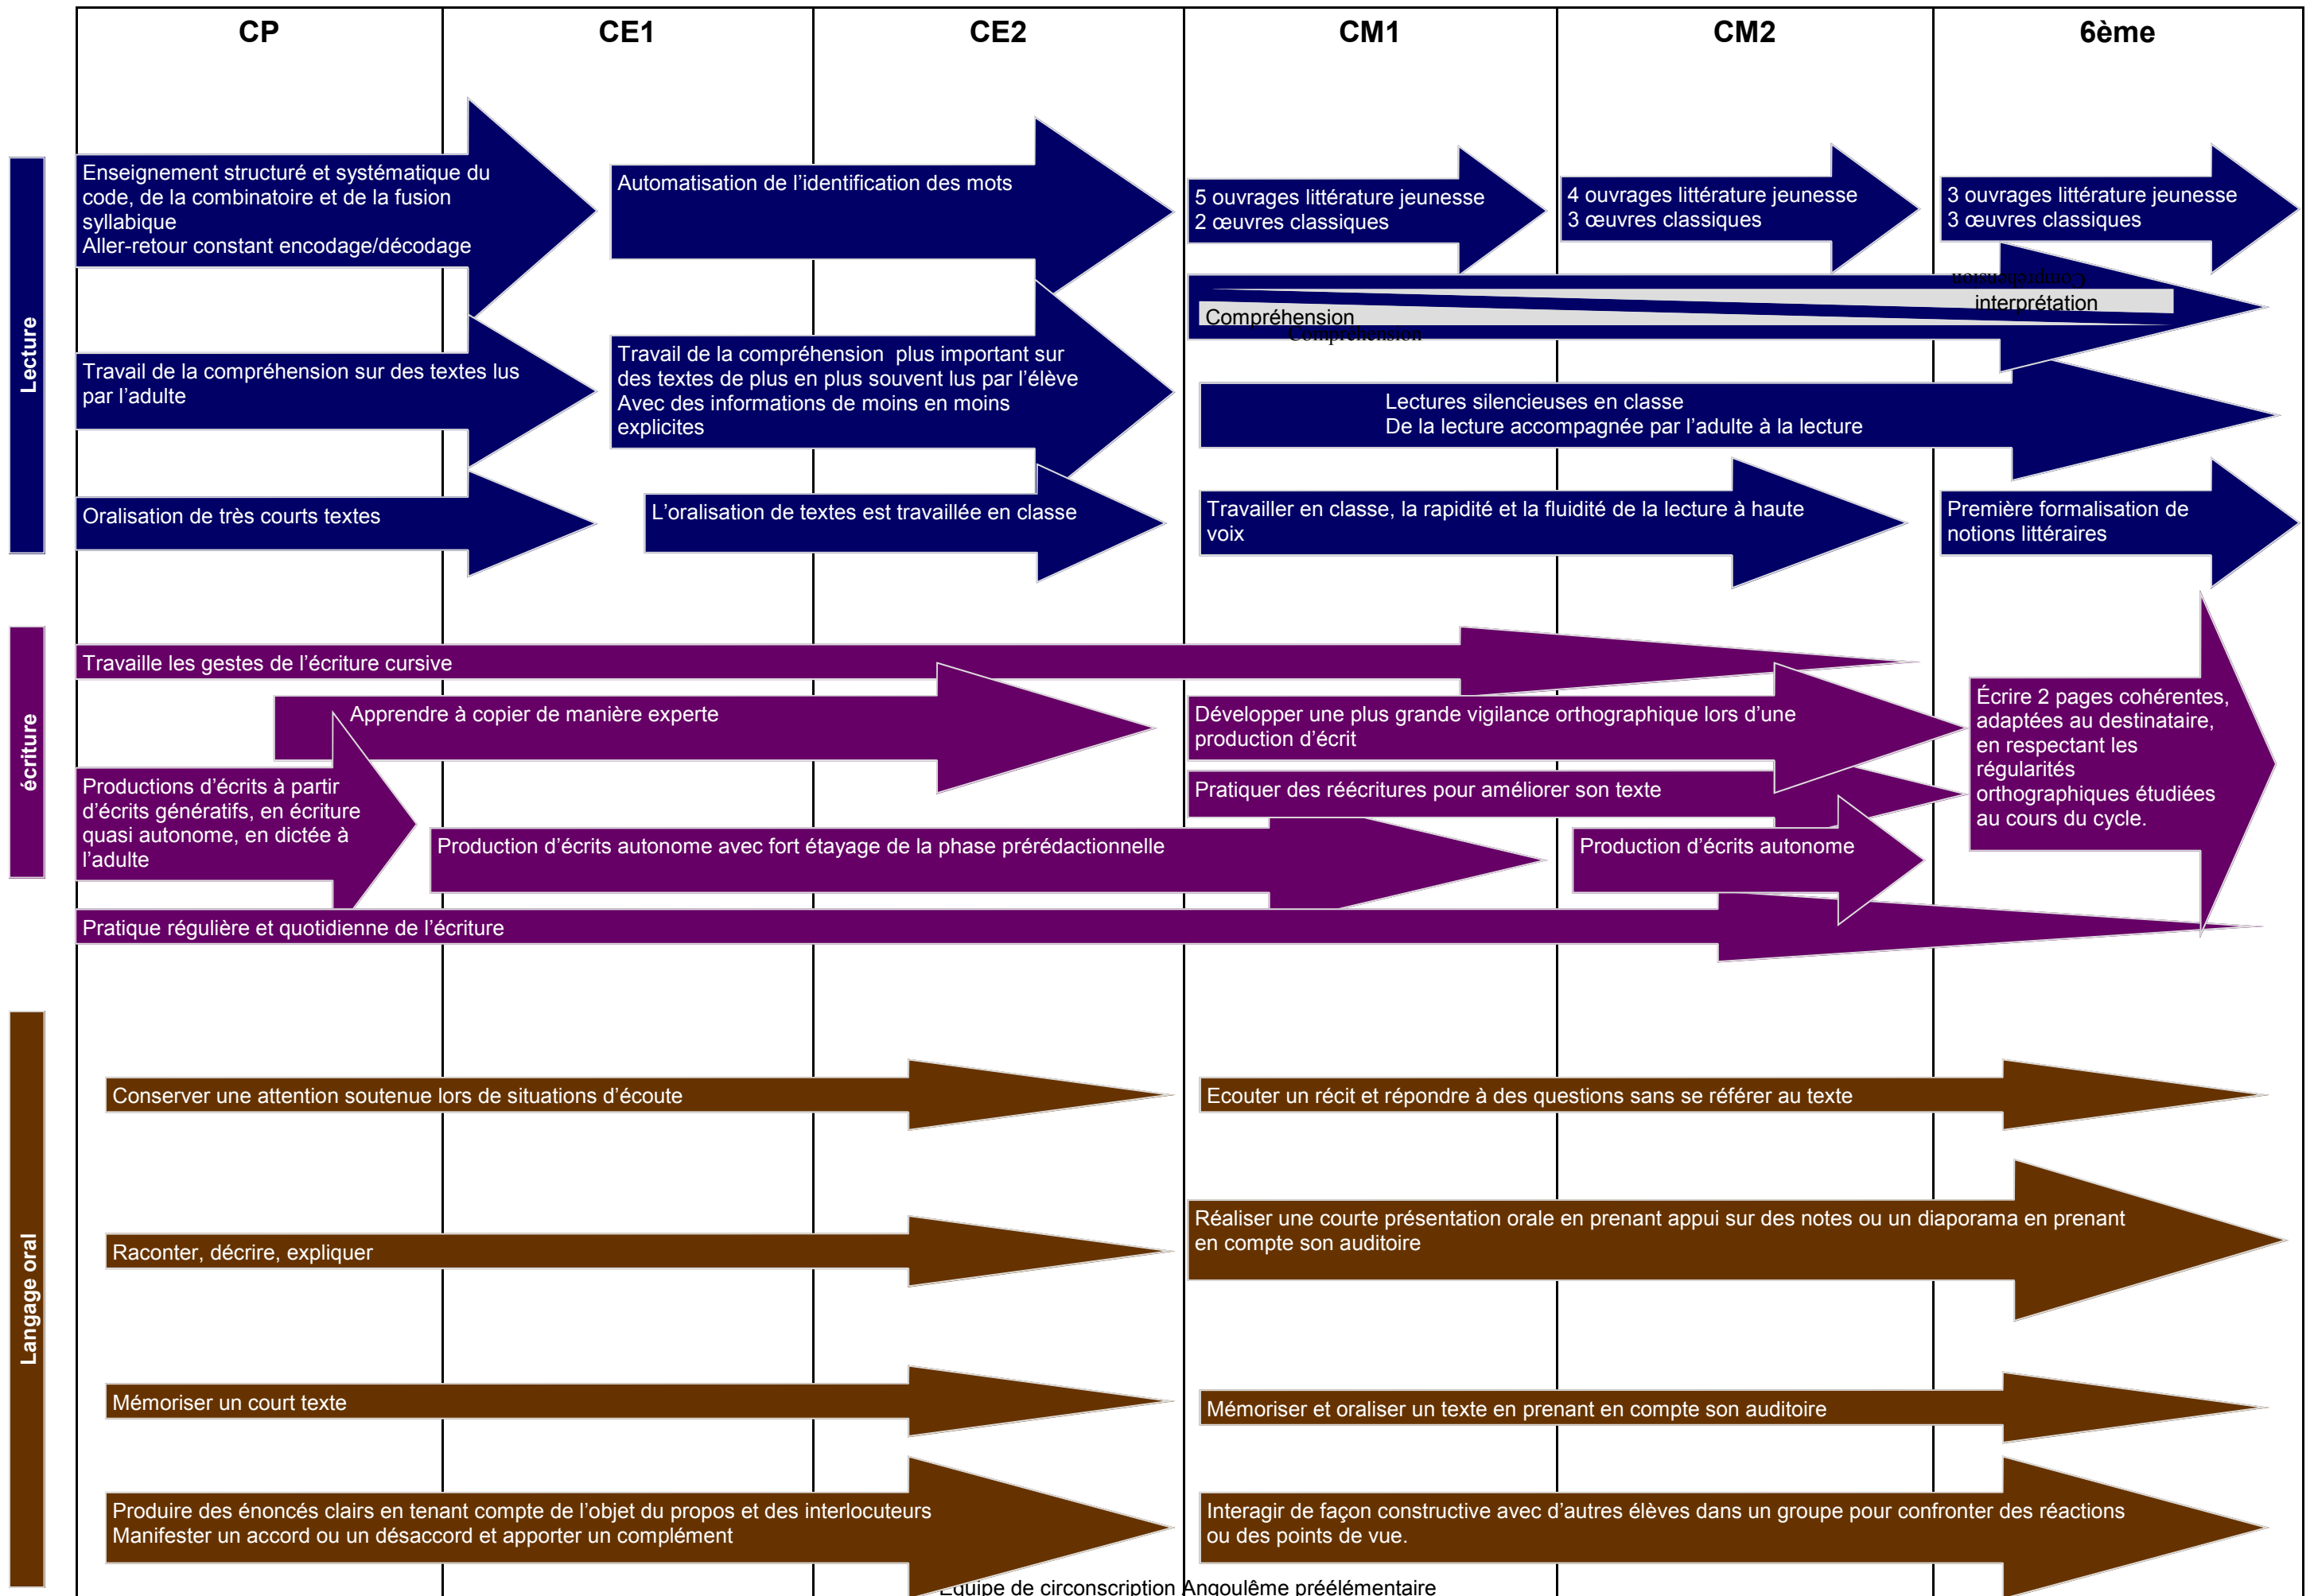 CP
CE1
CE2
CM1
CM2
6ème
Lecture
Enseignement structuré et systématique du
code, de la combinatoire et de la fusion
syllabique
Aller-retour constant encodage/décodage
Automatisation de l’identification des mots
5 ouvrages littérature jeunesse
2 œuvres classiques
4 ouvrages littérature jeunesse
3 œuvres classiques
3 ouvrages littérature jeunesse
3 œuvres classiques
Compréhension
interprétation
Compréhension
Compréhension
Travail de la compréhension sur des textes lus
par l’adulte
Travail de la compréhension plus important sur
des textes de plus en plus souvent lus par l’élève
Avec des informations de moins en moins
explicites
Lectures silencieuses en classe
De la lecture accompagnée par l’adulte à la lecture
Oralisation de très courts textes
L’oralisation de textes est travaillée en classe
Travailler en classe, la rapidité et la fluidité de la lecture à haute
voix
Première formalisation de
notions littéraires
écriture
Travaille les gestes de l’écriture cursive
Apprendre à copier de manière experte
Développer une plus grande vigilance orthographique lors d’une
production d’écrit
Écrire 2 pages cohérentes,
adaptées au destinataire,
en respectant les
régularités
orthographiques étudiées
au cours du cycle.
Productions d’écrits à partir
d’écrits génératifs, en écriture
quasi autonome, en dictée à
l’adulte
Pratiquer des réécritures pour améliorer son texte
Production d’écrits autonome avec fort étayage de la phase prérédactionnelle
Production d’écrits autonome
Pratique régulière et quotidienne de l’écriture
Langage oral
Conserver une attention soutenue lors de situations d’écoute
Ecouter un récit et répondre à des questions sans se référer au texte
Raconter, décrire, expliquer
Réaliser une courte présentation orale en prenant appui sur des notes ou un diaporama en prenant
en compte son auditoire
Mémoriser un court texte
Mémoriser et oraliser un texte en prenant en compte son auditoire
Produire des énoncés clairs en tenant compte de l’objet du propos et des interlocuteurs
Manifester un accord ou un désaccord et apporter un complément
Interagir de façon constructive avec d’autres élèves dans un groupe pour confronter des réactions
ou des points de vue.
Equipe de circonscription Angoulême préélémentaire